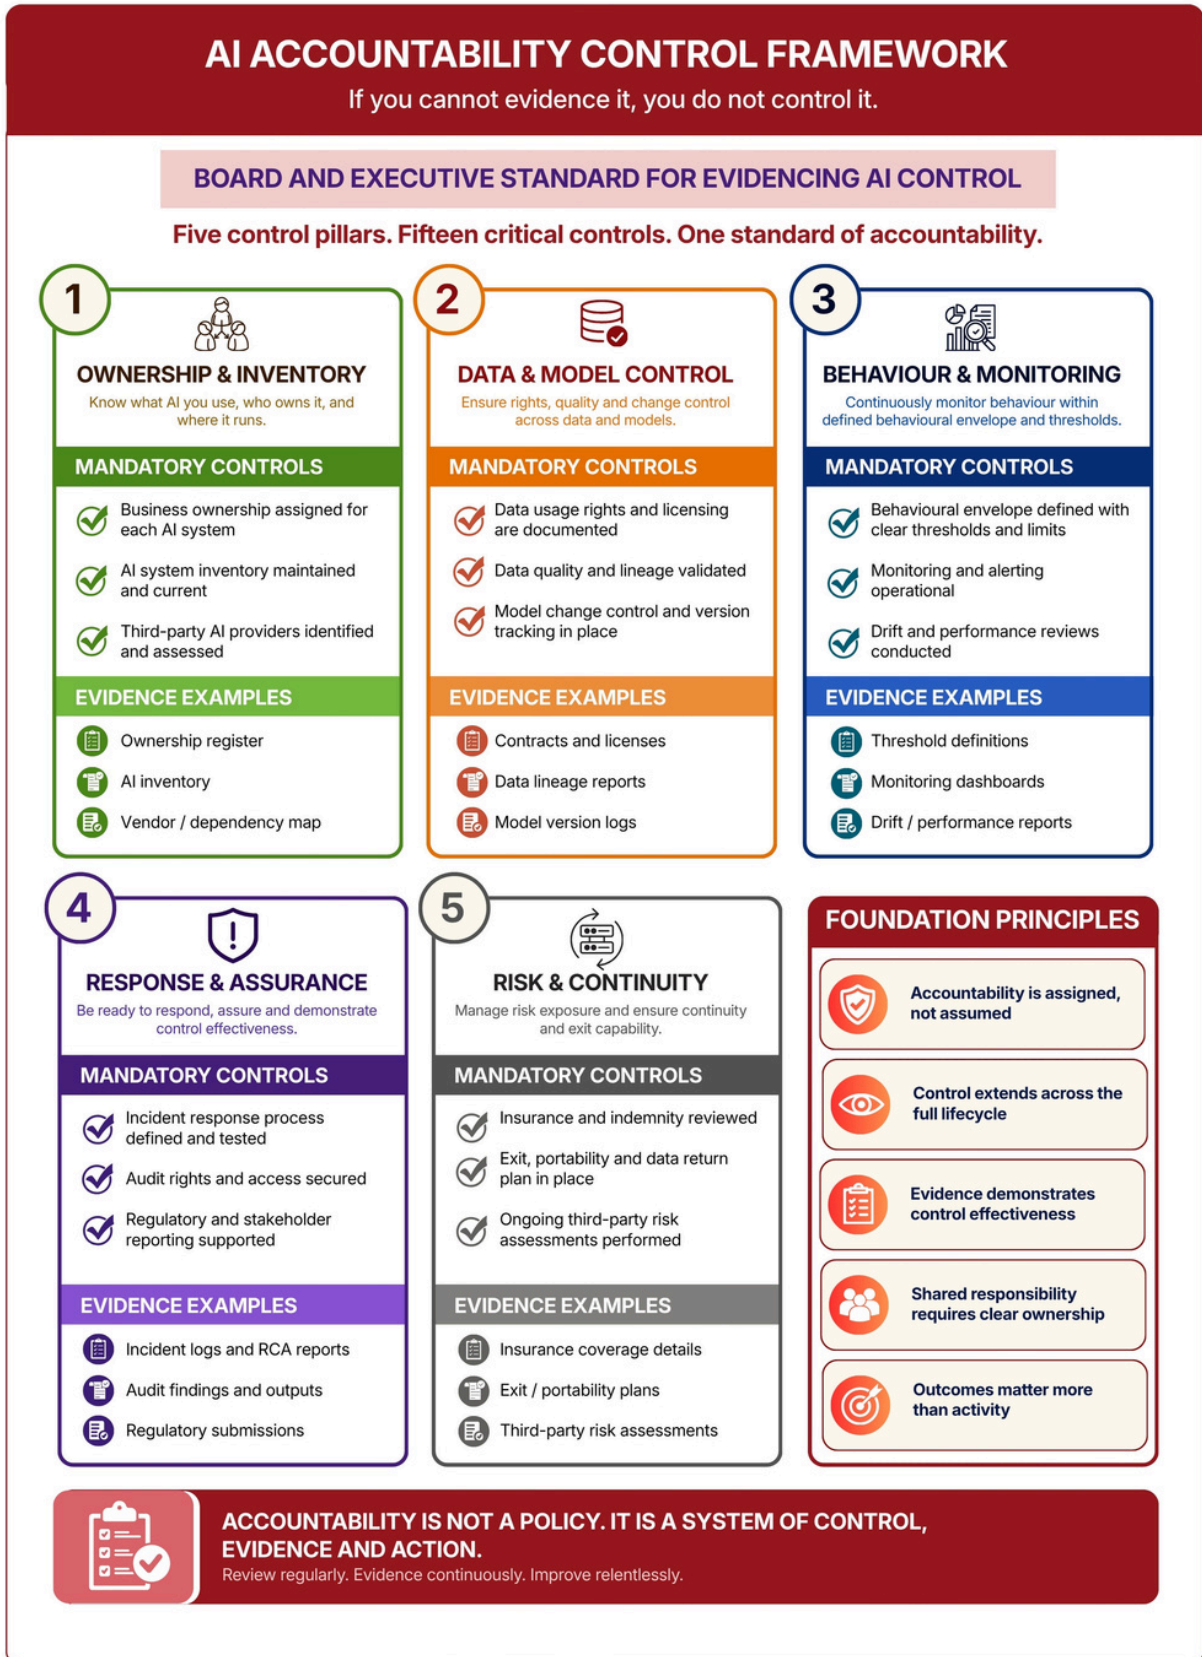 AI ACCOUNTABILITY CONTROL FRAMEWORK
If you cannot evidence it, you do not control it.
BOARD AND EXECUTIVE STANDARD FOR EVIDENCING AI CONTROL
Five control pillars. Fifteen critical controls. One standard of accountability.
1
OWNERSHIP & INVENTORY
Know what AI you use, who owns it, and
where it runs.
MANDATORY CONTROLS
Business ownership assigned for
each AI system
AI system inventory maintained
and current
Third-party AI providers identified
and assessed
EVIDENCE EXAMPLES
Ownership register
AI inventory
Vendor / dependency map
2
DATA & MODEL CONTROL
Ensure rights, quality and change control
across data and models.
MANDATORY CONTROLS
Data usage rights and licensing
are documented
Data quality and lineage validated
Model change control and version
tracking in place
EVIDENCE EXAMPLES
Contracts and licenses
Data lineage reports
Model version logs
3
BEHAVIOUR & MONITORING
Continuously monitor behaviour within
defined behavioural envelope and thresholds.
MANDATORY CONTROLS
Behavioural envelope defined with
clear thresholds and limits
Monitoring and alerting
operational
Drift and performance reviews
conducted
EVIDENCE EXAMPLES
Threshold definitions
Monitoring dashboards
Drift / performance reports
4
RESPONSE & ASSURANCE
Be ready to respond, assure and demonstrate
control effectiveness.
MANDATORY CONTROLS
Incident response process
defined and tested
Audit rights and access secured
Regulatory and stakeholder
reporting supported
EVIDENCE EXAMPLES
Incident logs and RCA reports
Audit findings and outputs
Regulatory submissions
5
RISK & CONTINUITY
Manage risk exposure and ensure continuity
and exit capability.
MANDATORY CONTROLS
Insurance and indemnity reviewed
Exit, portability and data return
plan in place
Ongoing third-party risk
assessments performed
EVIDENCE EXAMPLES
Insurance coverage details
Exit / portability plans
Third-party risk assessments
FOUNDATION PRINCIPLES
Accountability is assigned,
not assumed
Control extends across the
full lifecycle
Evidence demonstrates
control effectiveness
Shared responsibility
requires clear ownership
Outcomes matter more
than activity
ACCOUNTABILITY IS NOT A POLICY. IT IS A SYSTEM OF CONTROL,
EVIDENCE AND ACTION.
Review regularly. Evidence continuously. Improve relentlessly.